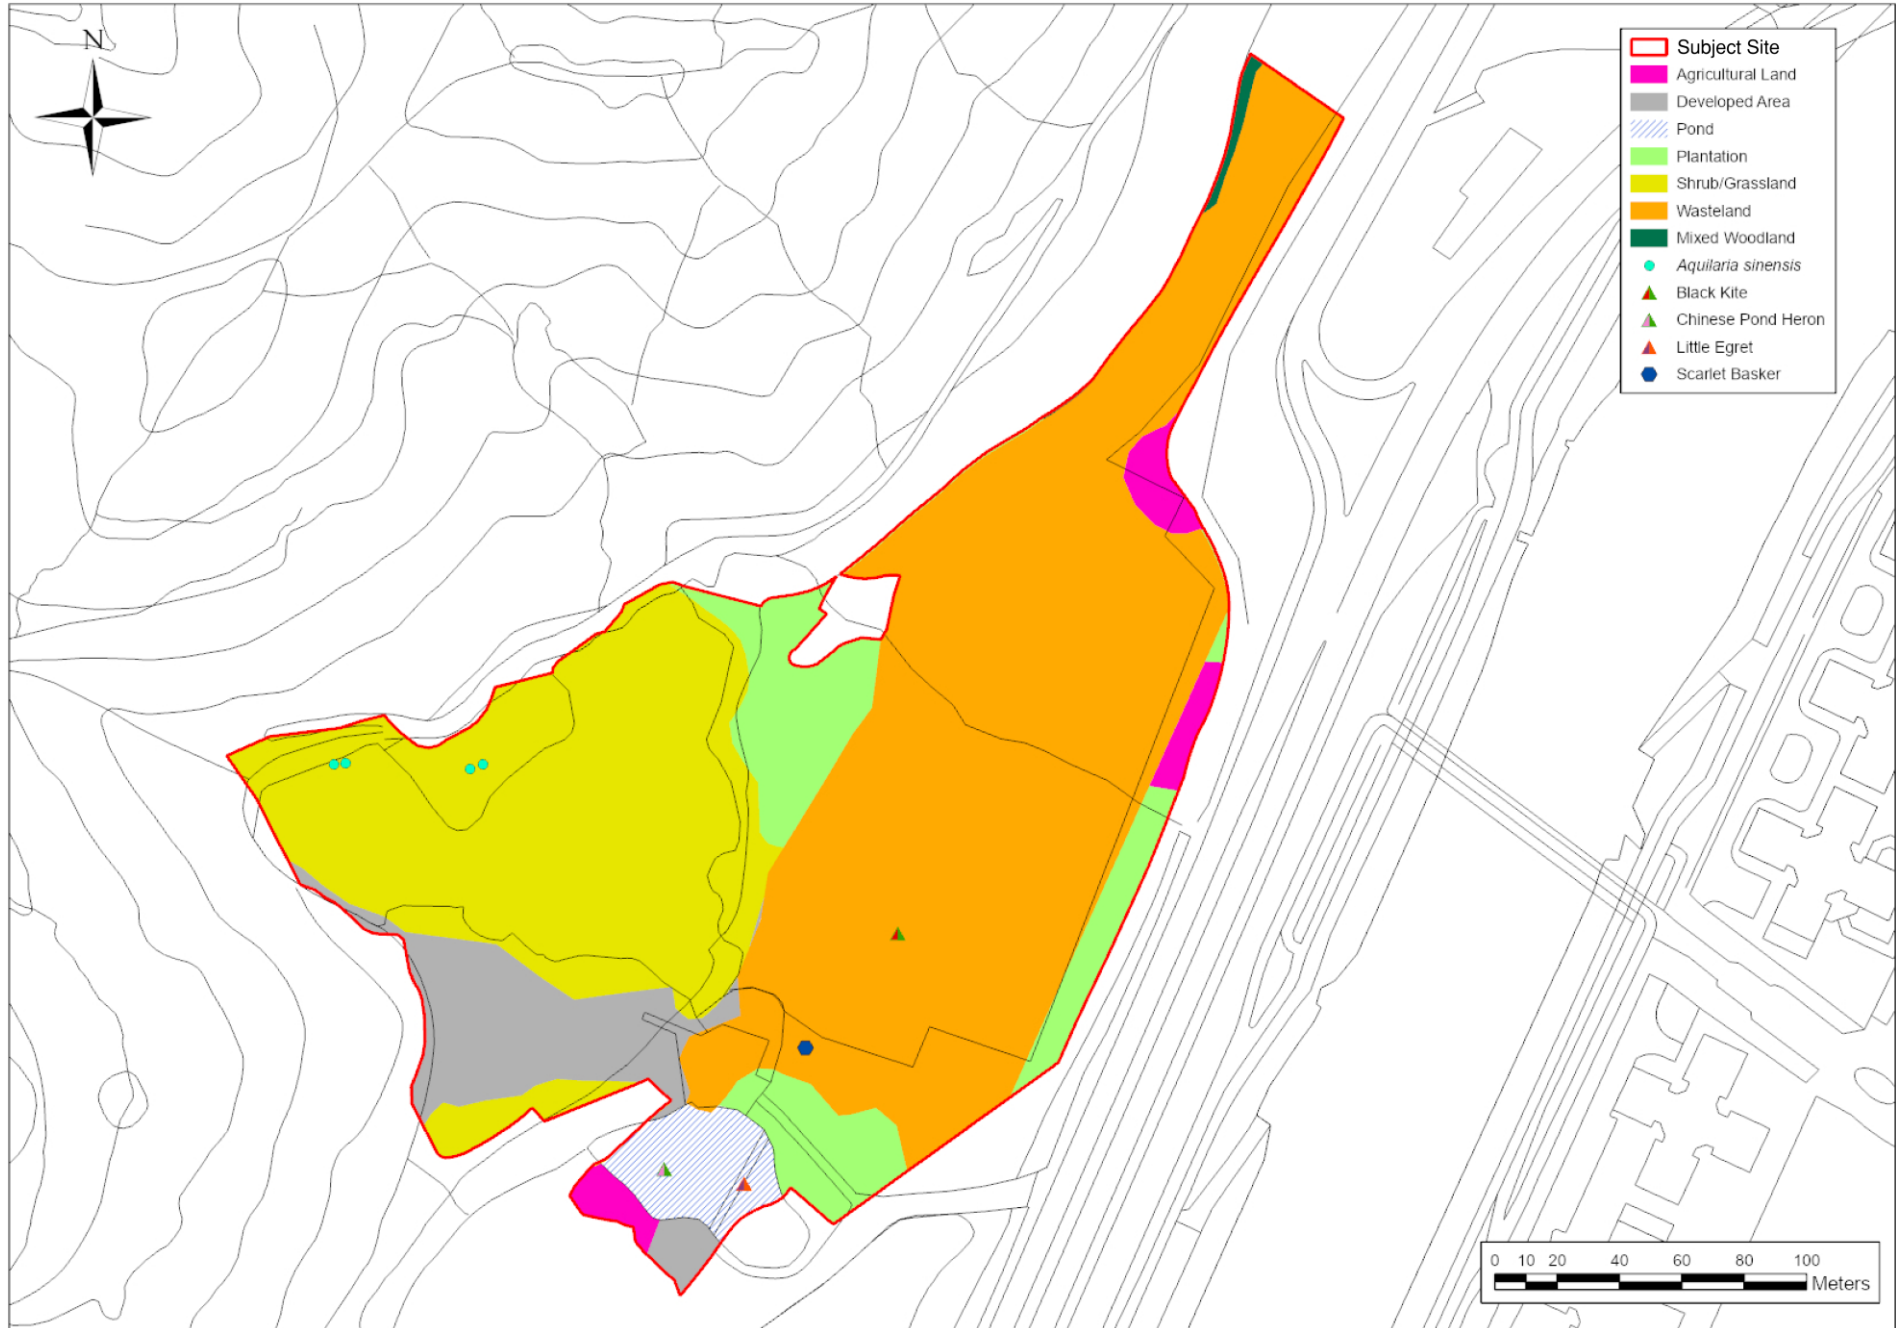 N
Subject Site
Agricultural Land
Developed Area
Pond
Plantation
Shrub/Grassland
Wasteland
Mixed Woodland
Aquilaria sinensis
Black Kite
Chinese Pond Heron
Little Egret
Scarlet Basker
0 10 20 40 60 80 100
Meters